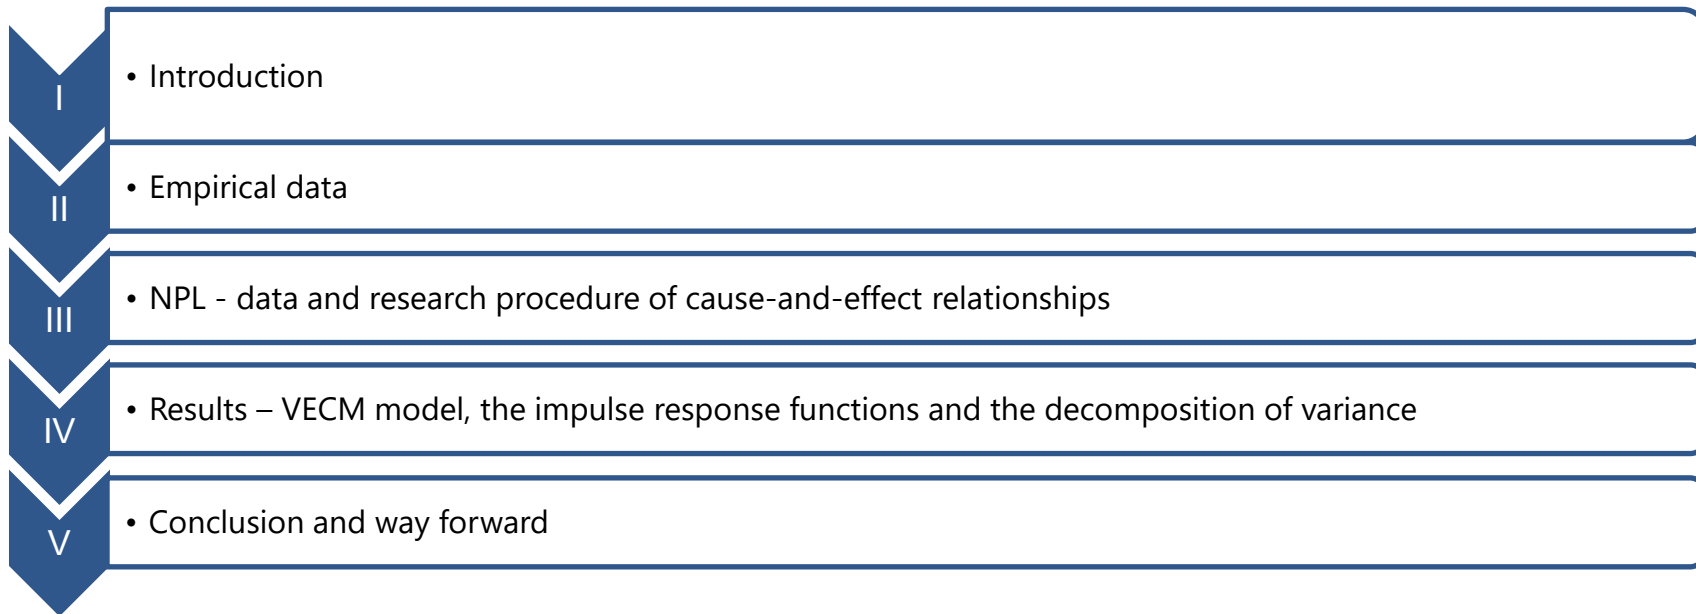 I
• Introduction
II
• Empirical data
III
• NPL - data and research procedure of cause-and-effect relationships
IV
• Results – VECM model, the impulse response functions and the decomposition of variance
V
• Conclusion and way forward